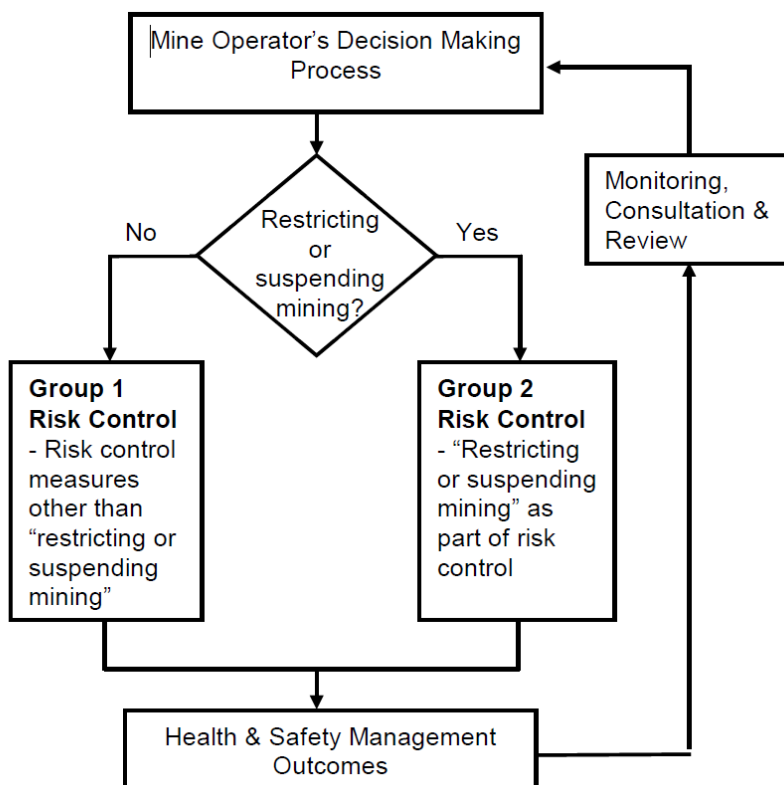 Mine Operator's Decision Making
Process
Monitoring,
Consultation &
Review
Restricting
or
suspending
mining?
No
Yes
Group 1
Risk Control
- Risk control
measures
other than
“restricting or
suspending
mining”
Group 2
Risk Control
- “Restricting
or suspending
mining” as
part of risk
control
Health & Safety Management
Outcomes